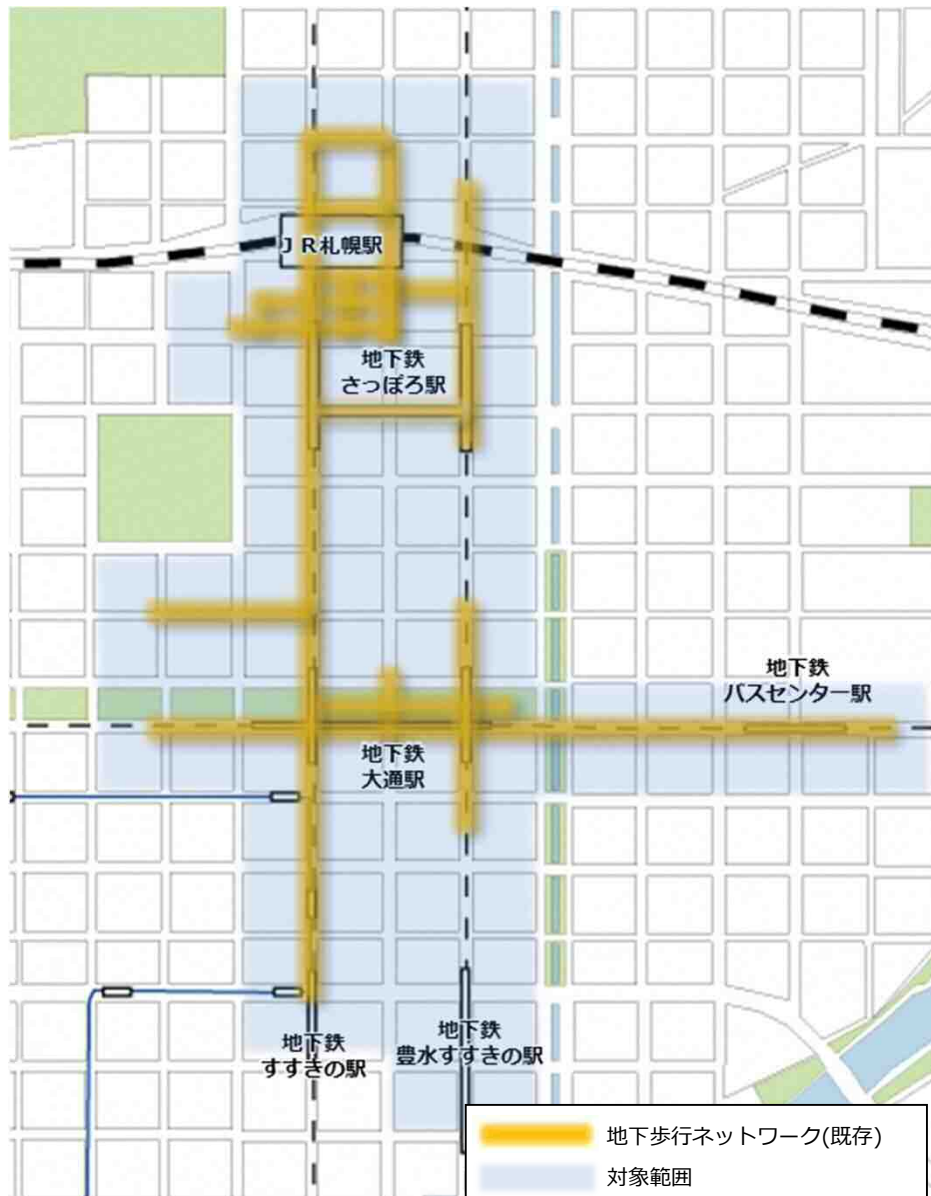 ＪＲ札幌駅
地下鉄
さっぽろ駅
地下鉄
バスセンター駅
地下鉄
大通駅
地下鉄
すすきの駅
地下鉄
豊水すすきの駅
地下歩行ネットワーク(既存)
対象範囲